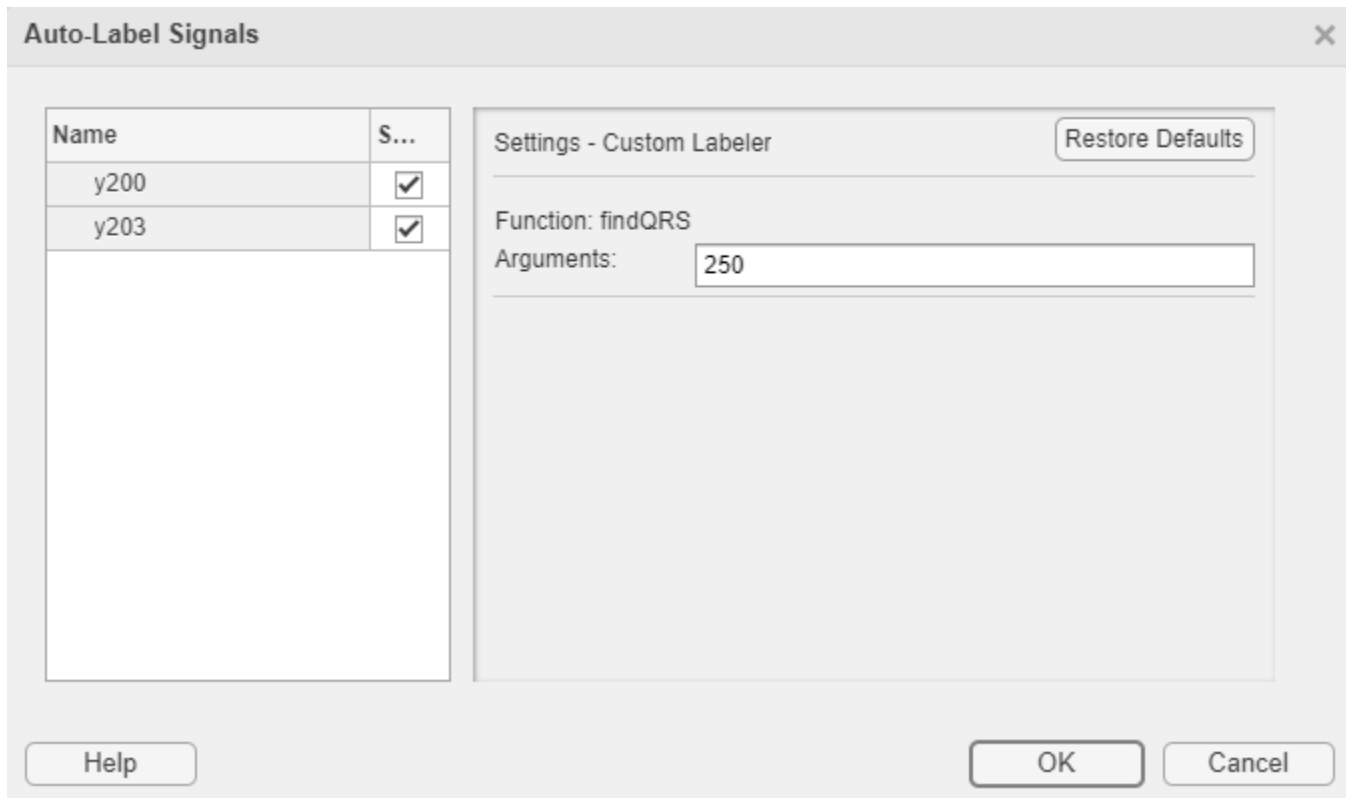 Auto-Label Signals
Name S...
y200
y203
Settings - Custom Labeler Restore Defaults
Function: findQRS
Arguments: 250
Help OK Cancel